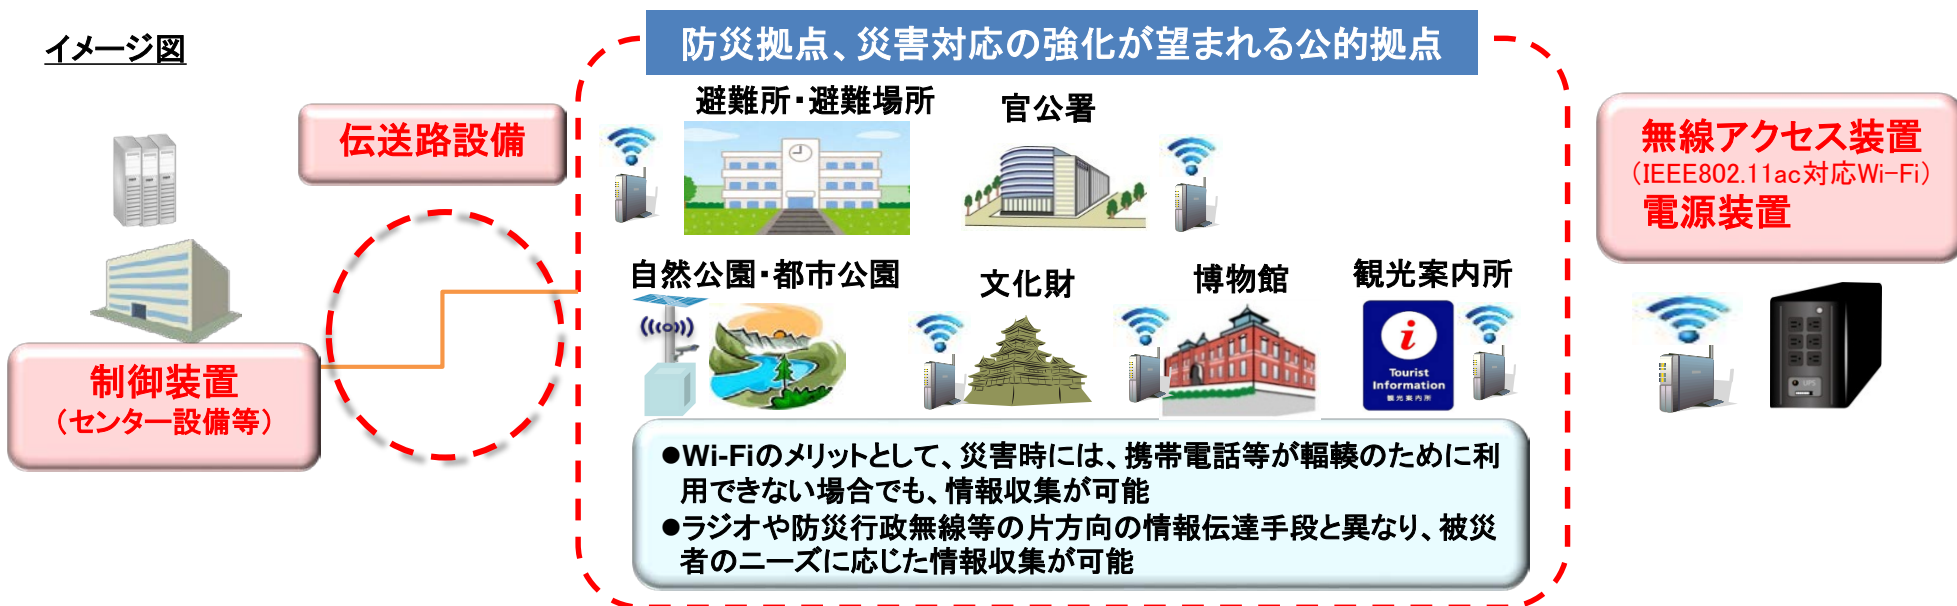 イメージ図
防災拠点、災害対応の強化が望まれる公的拠点
伝送路設備
避難所・避難場所
官公署
無線アクセス装置
(IEEE802.11ac対応Wi-Fi)
電源装置
自然公園・都市公園
文化財
博物館
観光案内所
((o))
i
Tourist
Information
観光案内所
UPS
制御装置
(センター設備等)
●Wi-Fiのメリットとして、災害時には、携帯電話等が輻輳のために利
用できない場合でも、情報収集が可能
●ラジオや防災行政無線等の片方向の情報伝達手段と異なり、被災
者のニーズに応じた情報収集が可能